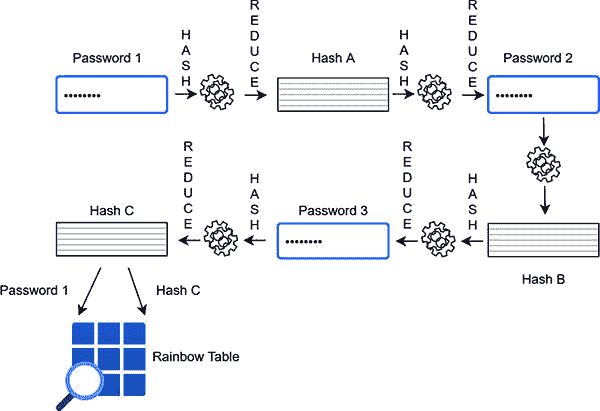 HASH
REDUCE
HASH
REDUCE
Password 1
Hash A
Password 2
REDUCE
HASH
REDUCE
HASH
Hash C
Password 3
Hash B
Password 1
Hash C
Rainbow Table